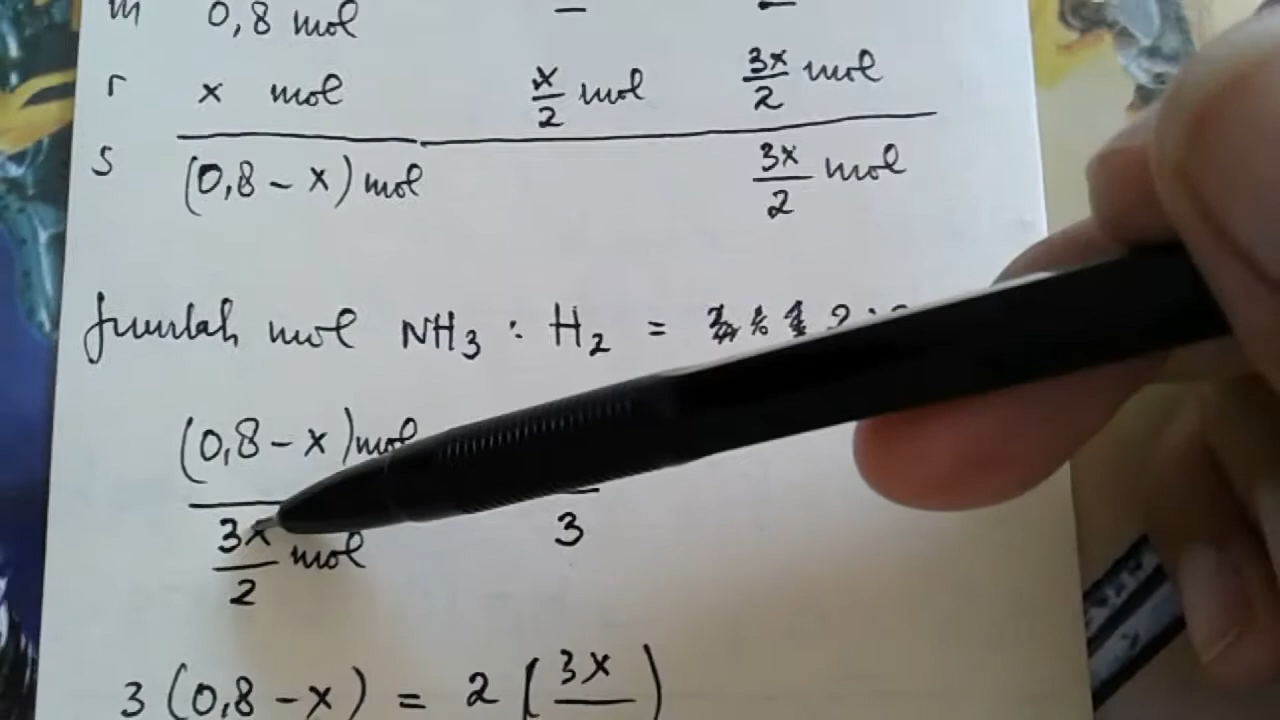 m 0,8 mol – –
r x mol x/2 mol 3x/2 mol
s (0,8 – x) mol 3x/2 mol
Jumlah mol NH3 : H2 =
(0,8 – x) mol
3x/2 mol 3
3 (0,8 – x) = 2 ( 3x )